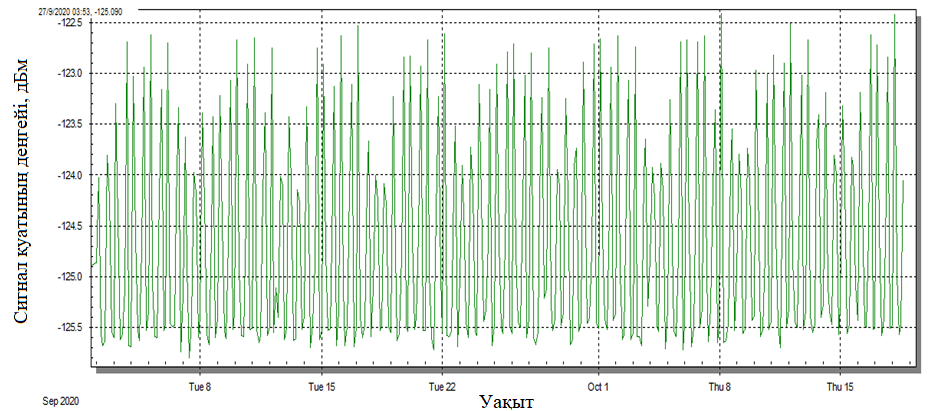 27/9/2020 03:53, -125.090
-122.5
-123.0
-123.5
-124.0
-124.5
-125.0
-125.5
Сигнал қуатының деңгейі, дБм
Tue 8 Tue 15 Tue 22 Oct 1 Thu 8 Thu 15
Sep 2020
Уақыт